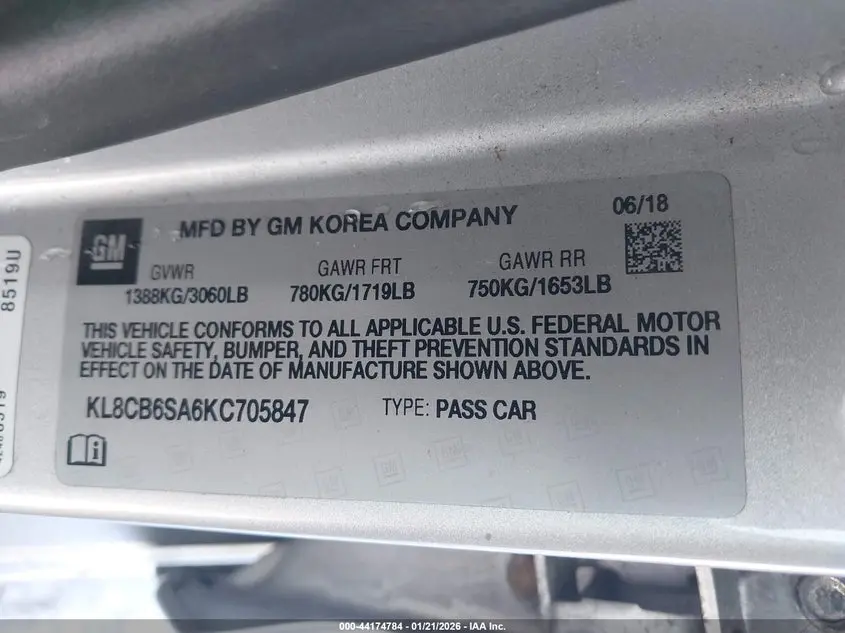 MFD BY GM KOREA COMPANY
06/18
GM
GVWR
GAWR FRT
GAWR RR
1388KG/3060LB
780KG/1719LB
750KG/1653LB
THIS VEHICLE CONFORMS TO ALL APPLICABLE U.S. FEDERAL MOTOR
VEHICLE SAFETY, BUMPER, AND THEFT PREVENTION STANDARDS IN
EFFECT ON THE DATE OF MANUFACTURE SHOWN ABOVE.
KL8CB6SA6KC705847
TYPE: PASS CAR
8519U
000-44174784 - 01/21/2026 - IAA Inc.